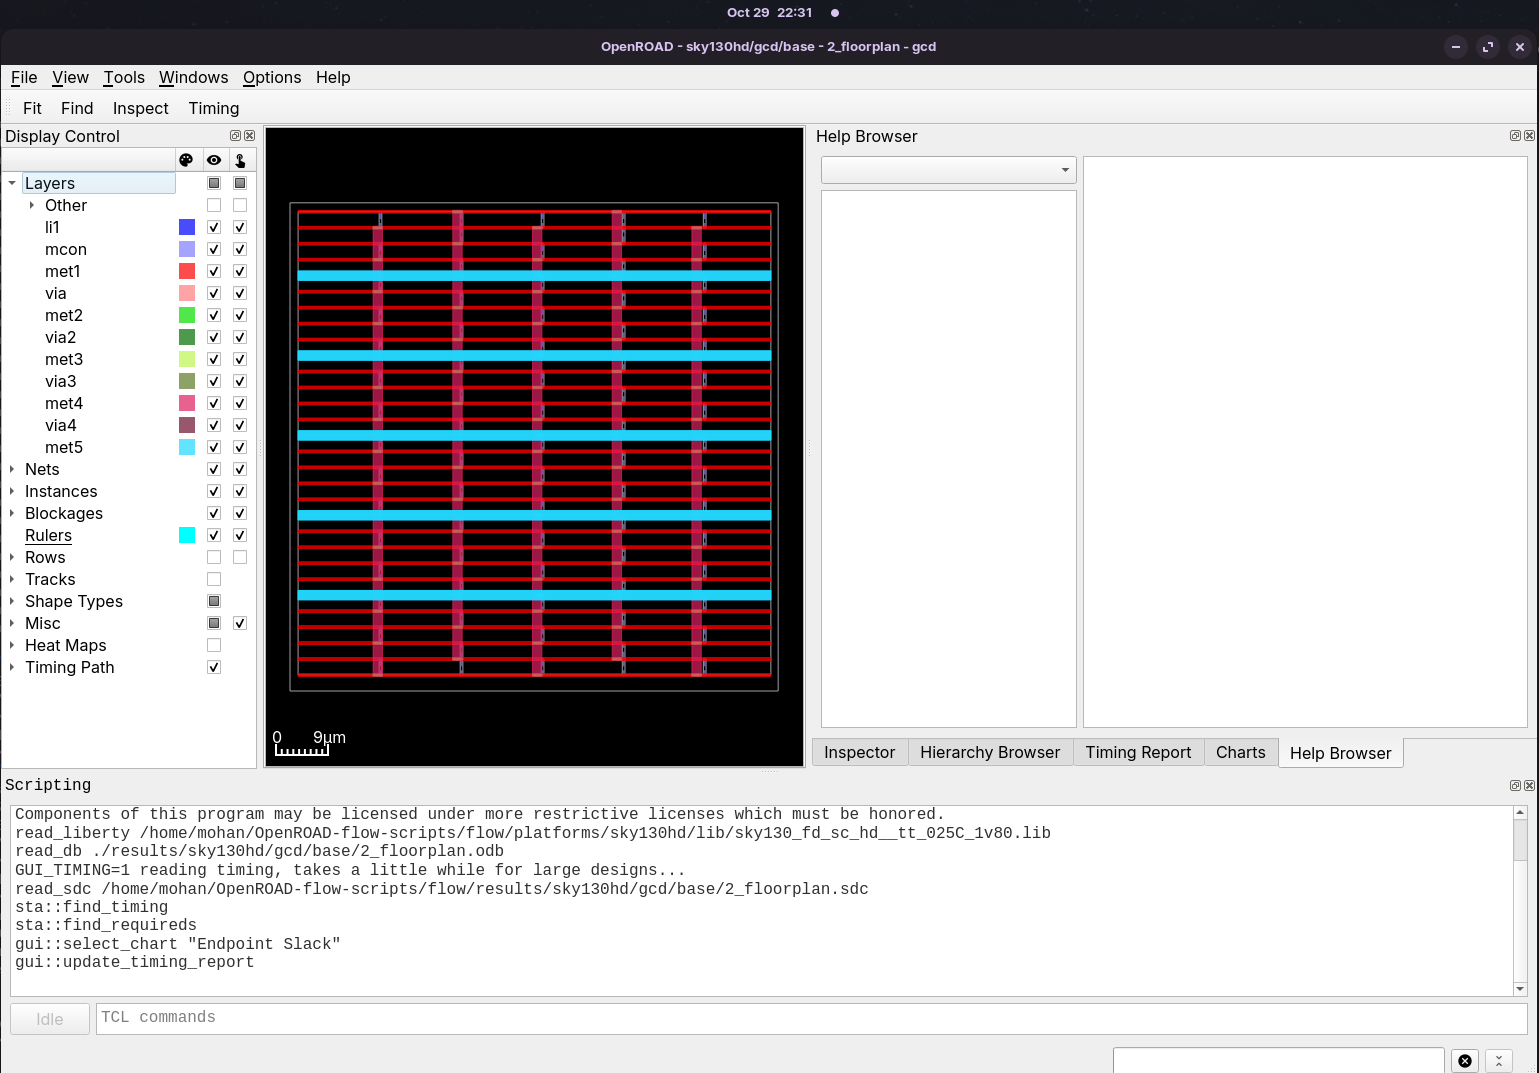 Oct 29 22:31
OpenROAD - sky130hd/gcd/base - 2_floorplan - gcd
File View Tools Windows Options Help
Fit Find Inspect Timing
Display Control
Layers
Other
li1
mcon
met1
via
met2
via2
met3
via3
met4
via4
met5
Nets
Instances
Blockages
Rulers
Rows
Tracks
Shape Types
Misc
Heat Maps
Timing Path
0 9µm
Help Browser
Inspector Hierarchy Browser Timing Report Charts Help Browser
Scripting
Components of this program may be licensed under more restrictive licenses which must be honored.
read_liberty /home/mohan/OpenROAD-flow-scripts/flow/platforms/sky130hd/lib/sky130_fd_sc_hd__tt_025C_1v80.lib
read_db ./results/sky130hd/gcd/base/2_floorplan.odb
GUI_TIMING=1 reading timing, takes a little while for large designs...
read_sdc /home/mohan/OpenROAD-flow-scripts/flow/results/sky130hd/gcd/base/2_floorplan.sdc
sta::find_timing
sta::find_requireds
gui::select_chart "Endpoint Slack"
gui::update_timing_report
Idle TCL commands